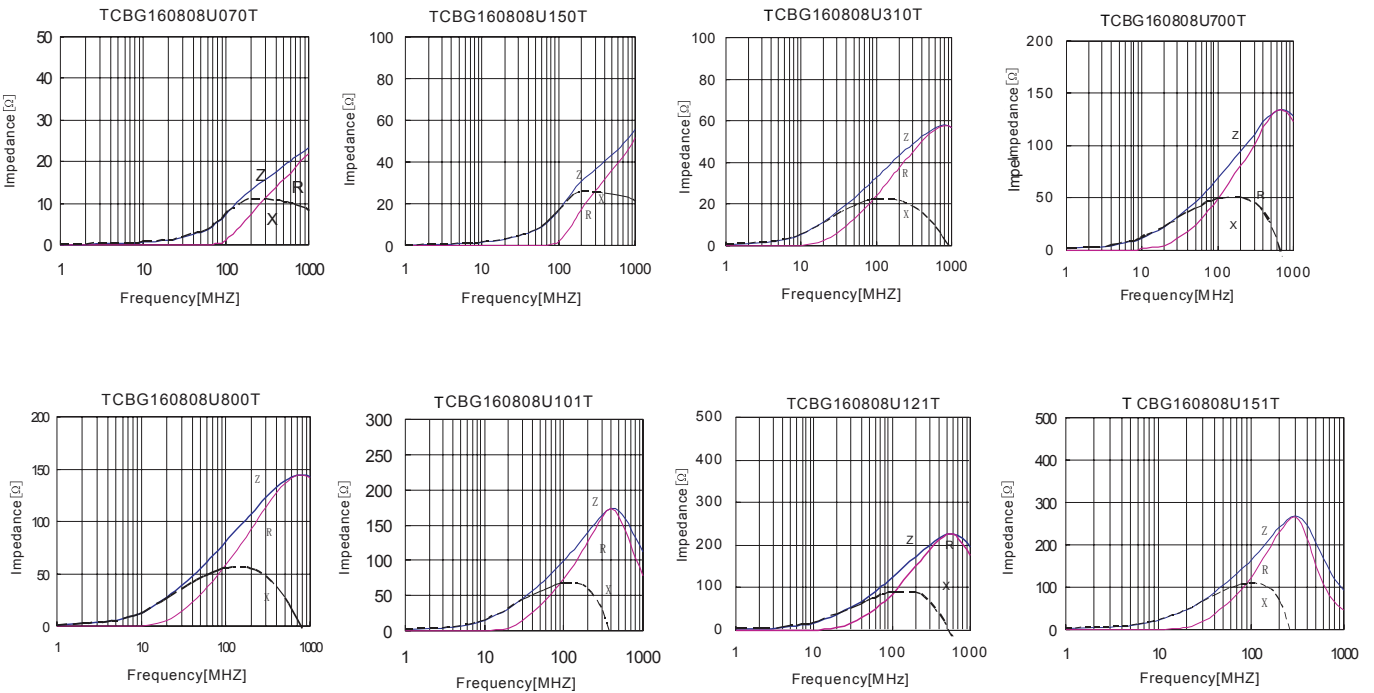 TCBG160808U070T
50
40
30
20
10
0
1 10 100 1000
Impedance[Ω]
Frequency[MHZ]
Z
R
X
TCBG160808U150T
100
80
60
40
20
0
1 10 100 1000
Impedance[Ω]
Frequency[MHZ]
Z
X
R
TCBG160808U310T
100
80
60
40
20
0
1 10 100 1000
Impedance[Ω]
Frequency[MHZ]
Z
R
X
TCBG160808U700T
200
150
100
50
0
1 10 100 1000
Impedance[Ω]
Frequency[MHz]
Z
R
X
TCBG160808U800T
200
150
100
50
0
1 10 100 1000
Impedance[Ω]
Frequency[MHZ]
Z
R
X
TCBG160808U101T
300
250
200
150
100
50
0
1 10 100 1000
Impedance[Ω]
Frequency[MHZ]
Z
R
X
TCBG160808U121T
500
400
300
200
100
0
1 10 100 1000
Impedance[Ω]
Frequency[MHz]
Z
R
X
T CBG160808U151T
500
400
300
200
100
0
1 10 100 1000
Impedance[Ω]
Frequency[MHZ]
Z
R
X